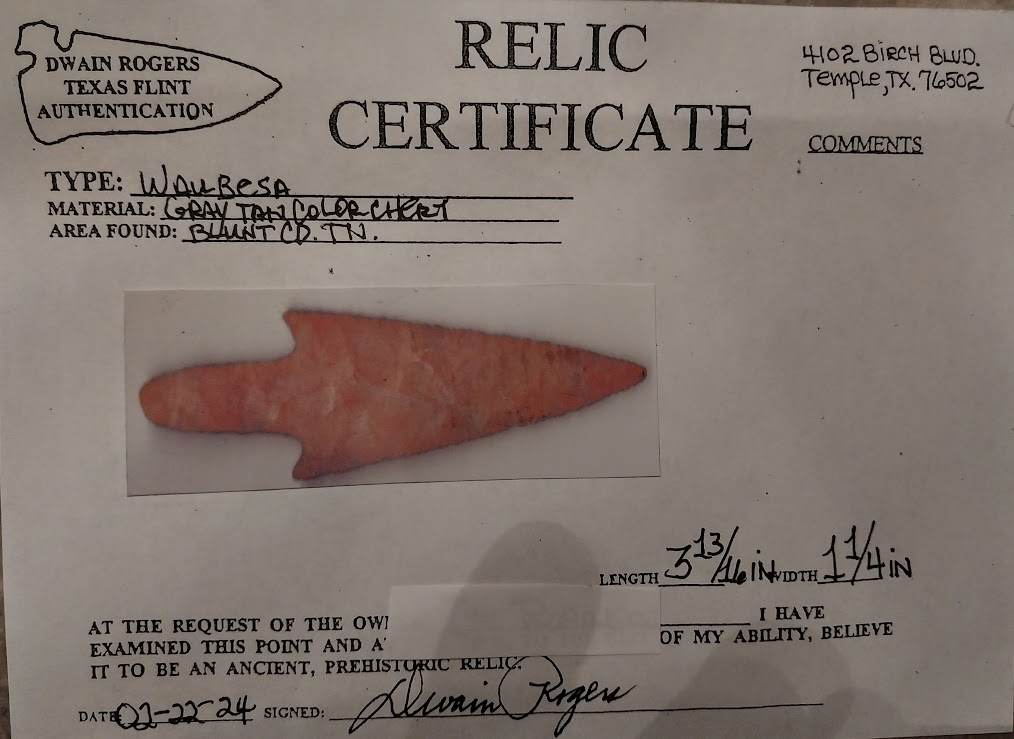 DWAIN ROGERS
TEXAS FLINT
AUTHENTICATION
RELIC
CERTIFICATE
4102 BIRCH BLVD.
TEMPLE, TX. 76502
COMMENTS
TYPE: WAUBESA
MATERIAL: GRAY TAN COLOR CHERT
AREA FOUND: BLUNT CO. TN.
LENGTH 3 13/16 IN WIDTH 1 1/4 IN
AT THE REQUEST OF THE I HAVE
EXAMINED THIS POINT AND OF MY ABILITY, BELIEVE
IT TO BE AN ANCIENT, PREHISTORIC RELIC.
DATE 02-22-24 SIGNED: Dwain Rogers